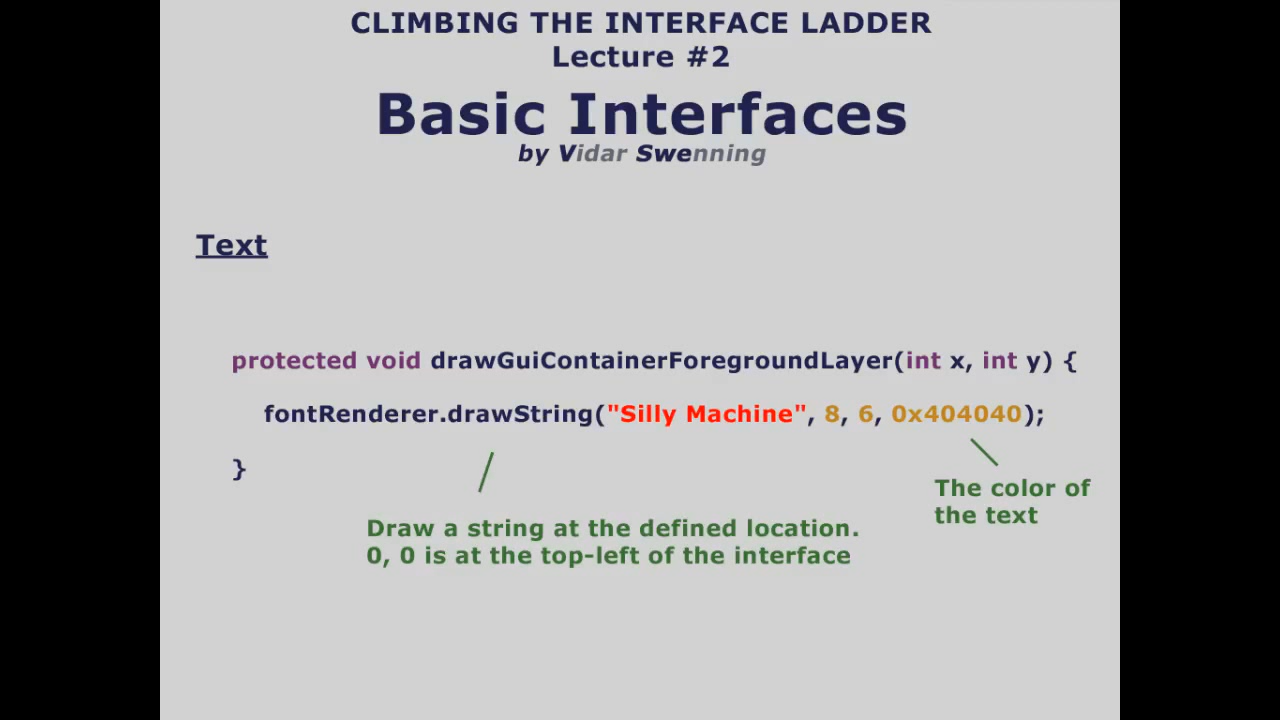 CLIMBING THE INTERFACE LADDER
Lecture #2
Basic Interfaces
by Vidar Swenning
Text
protected void drawGuiContainerForegroundLayer(int x, int y) {
fontRenderer.drawString("Silly Machine", 8, 6, 0x404040);
}
The color of
the text
Draw a string at the defined location.
0, 0 is at the top-left of the interface